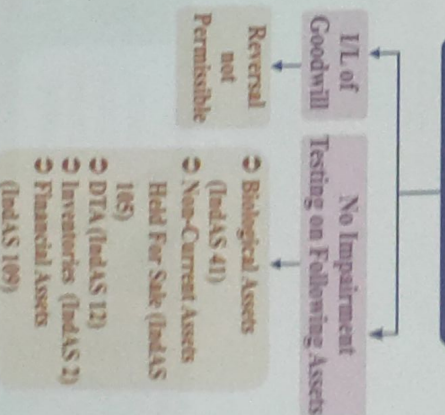 I/L of
Goodwill
Reversal
not
Permissible
No Impairment
Testing on Following Assets
➲ Biological Assets
(IndAS 41)
➲ Non-Current Assets
Held For Sale (IndAS
105)
➲ DTA (IndAS 12)
➲ Inventories (IndAS 2)
➲ Financial Assets
(IndAS 109)